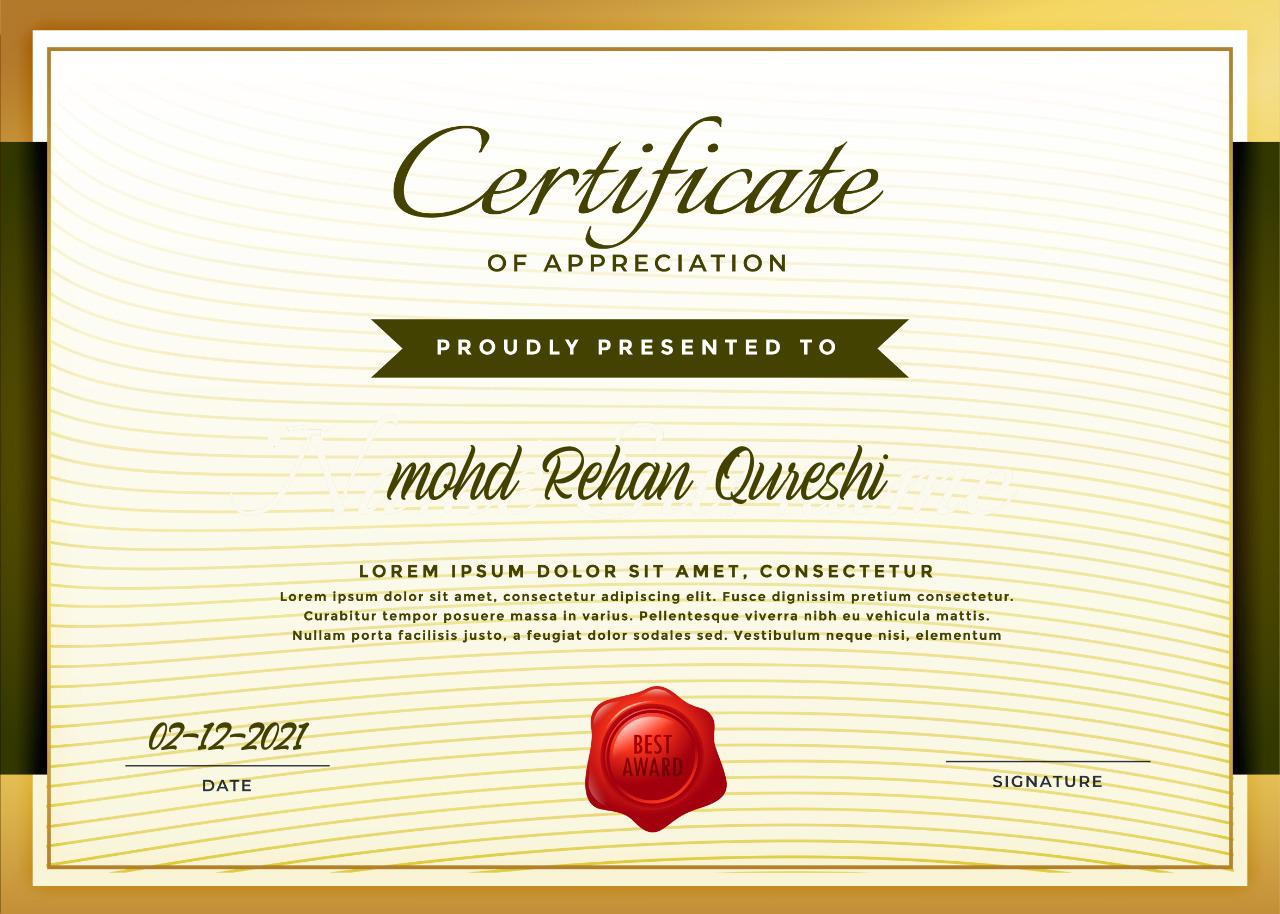 Certificate
OF APPRECIATION
PROUDLY PRESENTED TO
mohd Rehan Qureshi
LOREM IPSUM DOLOR SIT AMET, CONSECTETUR
Lorem ipsum dolor sit amet, consectetur adipiscing elit. Fusce dignissim pretium consectetur.
Curabitur tempor posuere massa in varius. Pellentesque viverra nibh eu vehicula mattis.
Nullam porta facilisis justo, a feugiat dolor sodales sed. Vestibulum neque nisi, elementum
02-12-2021
DATE
BEST
AWARD
SIGNATURE